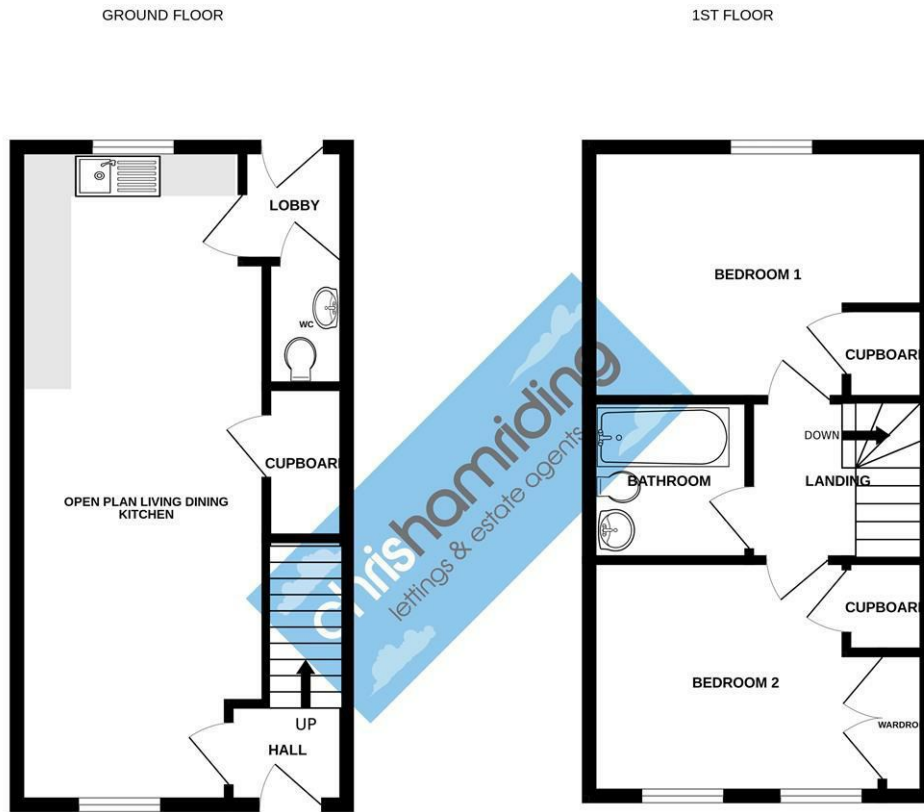 GROUND FLOOR
1ST FLOOR
LOBBY
WC
CUPBOARD
OPEN PLAN LIVING DINING
KITCHEN
UP
HALL
BEDROOM 1
CUPBOARD
DOWN
BATHROOM
LANDING
CUPBOARD
BEDROOM 2
WARDRO
chrishamriding
lettings & estate agents